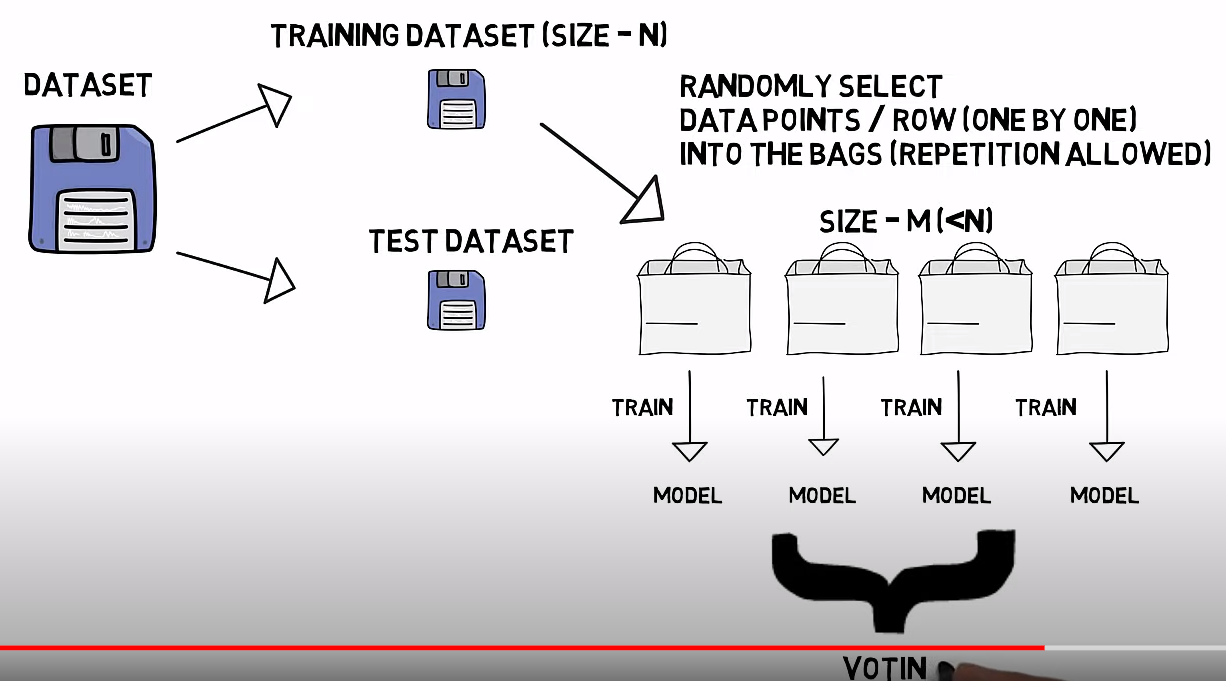 DATASET
TRAINING DATASET (SIZE - N)
TEST DATASET
RANDOMLY SELECT
DATA POINTS / ROW (ONE BY ONE)
INTO THE BAGS (REPETITION ALLOWED)
SIZE - M (<N)
TRAIN TRAIN TRAIN TRAIN
MODEL MODEL MODEL MODEL
VOTIN